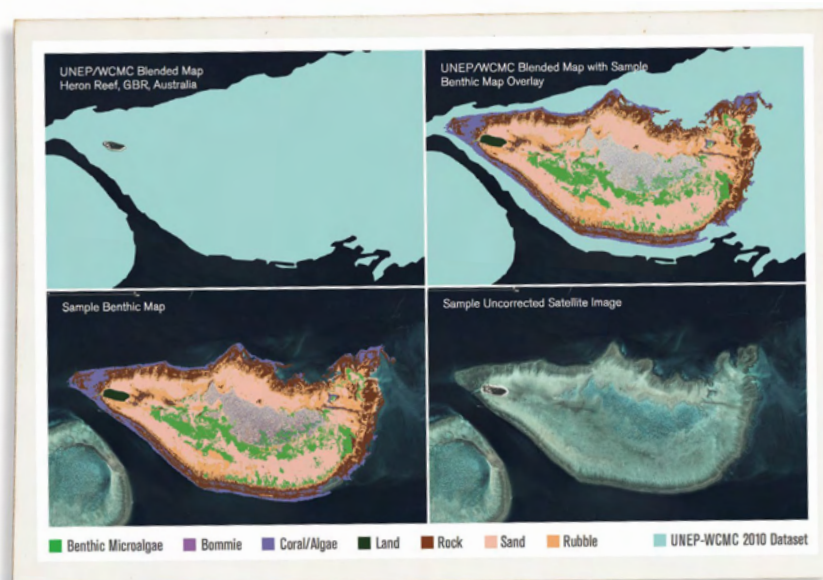 UNEP/WCMC Blended Map
Heron Reef, GBR, Australia
UNEP/WCMC Blended Map with Sample
Benthic Map Overlay
Sample Benthic Map
Sample Uncorrected Satellite Image
Benthic Microalgae
Bommie
Coral/Algae
Land
Rock
Sand
Rubble
UNEP-WCMC 2010 Dataset